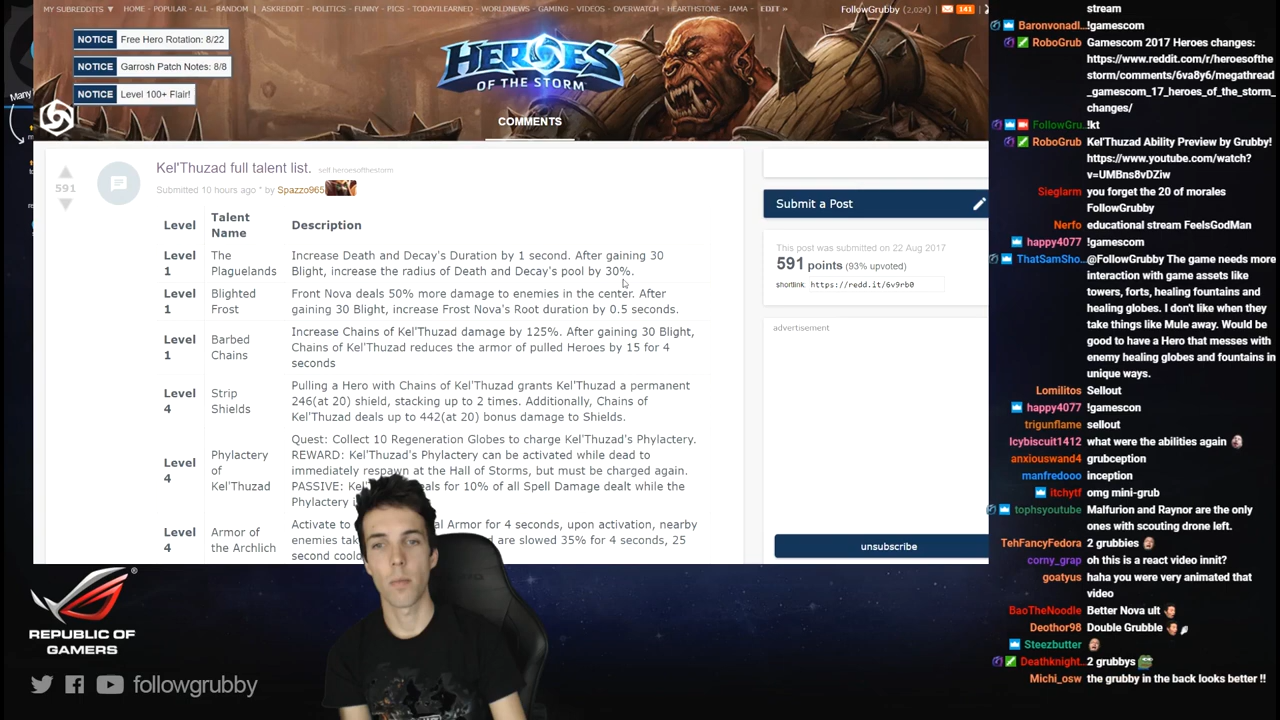 MY SUBREDDITS ▼ HOME - POPULAR - ALL - RANDOM | ASKREDDIT - POLITICS - FUNNY - PICS - TODAYILEARNED - WORLDNEWS - GAMING - VIDEOS - OVERWATCH - HEARTHSTONE - IAMA - EDIT »
FollowGrubby (2,024) | 141
NOTICE Free Hero Rotation: 8/22
NOTICE Garrosh Patch Notes: 8/8
NOTICE Level 100+ Flair!
HEROES
OF THE STORM
COMMENTS
Many
591
Kel'Thuzad full talent list. self.heroesofthestorm
Submitted 10 hours ago * by Spazzo965
Level Talent Name Description
Level 1 The Plaguelands Increase Death and Decay's Duration by 1 second. After gaining 30
Blight, increase the radius of Death and Decay's pool by 30%.
Level 1 Blighted Frost Front Nova deals 50% more damage to enemies in the center. After
gaining 30 Blight, increase Frost Nova's Root duration by 0.5 seconds.
Level 1 Barbed Chains Increase Chains of Kel'Thuzad damage by 125%. After gaining 30 Blight,
Chains of Kel'Thuzad reduces the armor of pulled Heroes by 15 for 4
seconds
Level 4 Strip Shields Pulling a Hero with Chains of Kel'Thuzad grants Kel'Thuzad a permanent
246(at 20) shield, stacking up to 2 times. Additionally, Chains of
Kel'Thuzad deals up to 442(at 20) bonus damage to Shields.
Level 4 Phylactery of Kel'Thuzad Quest: Collect 10 Regeneration Globes to charge Kel'Thuzad's Phylactery.
REWARD: Kel'Thuzad's Phylactery can be activated while dead to
immediately respawn at the Hall of Storms, but must be charged again.
PASSIVE: Kel' eals for 10% of all Spell Damage dealt while the
Phylactery i
Level 4 Armor of the Archlich Activate to al Armor for 4 seconds, upon activation, nearby
enemies tak d are slowed 35% for 4 seconds, 25
second coold
Submit a Post
This post was submitted on 22 Aug 2017
591 points (93% upvoted)
shortlink: https://redd.it/6v9rb0
advertisement
unsubscribe
REPUBLIC OF
GAMERS
followgrubby
stream
Baronvonadl… !gamescom
RoboGrub Gamescom 2017 Heroes changes:
https://www.reddit.com/r/heroesofthe
storm/comments/6va8y6/megathread
_gamescom_17_heroes_of_the_storm_
changes/
FollowGru… !kt
RoboGrub Kel'Thuzad Ability Preview by Grubby!
https://www.youtube.com/watch?
v=UMBns8vDZiw
Sieglarm you forget the 20 of morales
FollowGrubby
Nerfo educational stream FeelsGodMan
happy4077 !gamescom
ThatSamSho… @FollowGrubby The game needs more
interaction with game assets like
towers, forts, healing fountains and
healing globes. I don't like when they
take things like Mule away. Would be
good to have a Hero that messes with
enemy healing globes and fountains in
unique ways.
Lomilitos Sellout
happy4077 !gamescon
trigunflame sellout
Icybiscuit1412 what were the abilities again
anxiouswand4 grubception
manfredooo inception
itchytf omg mini-grub
tophsyoutube Malfurion and Raynor are the only
ones with scouting drone left.
TehFancyFedora 2 grubbies
corny_grap oh this is a react video innit?
goatyus haha you were very animated that
video
BaoTheNoodle Better Nova ult
Deothor98 Double Grubble
Steezbutter
Deathknight… 2 grubbys
Michi_osw the grubby in the back looks better !!